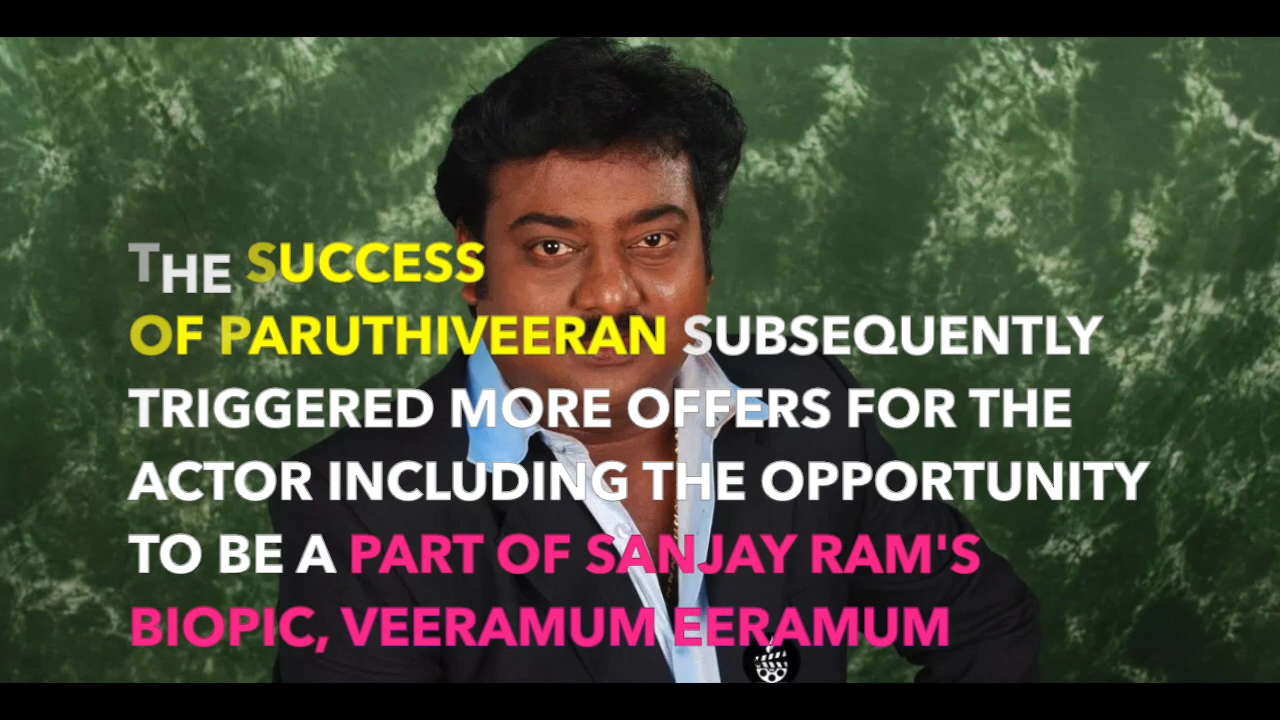 THE SUCCESS
OF PARUTHIVEERAN SUBSEQUENTLY
TRIGGERED MORE OFFERS FOR THE
ACTOR INCLUDING THE OPPORTUNITY
TO BE A PART OF SANJAY RAM'S
BIOPIC, VEERAMUM EERAMUM